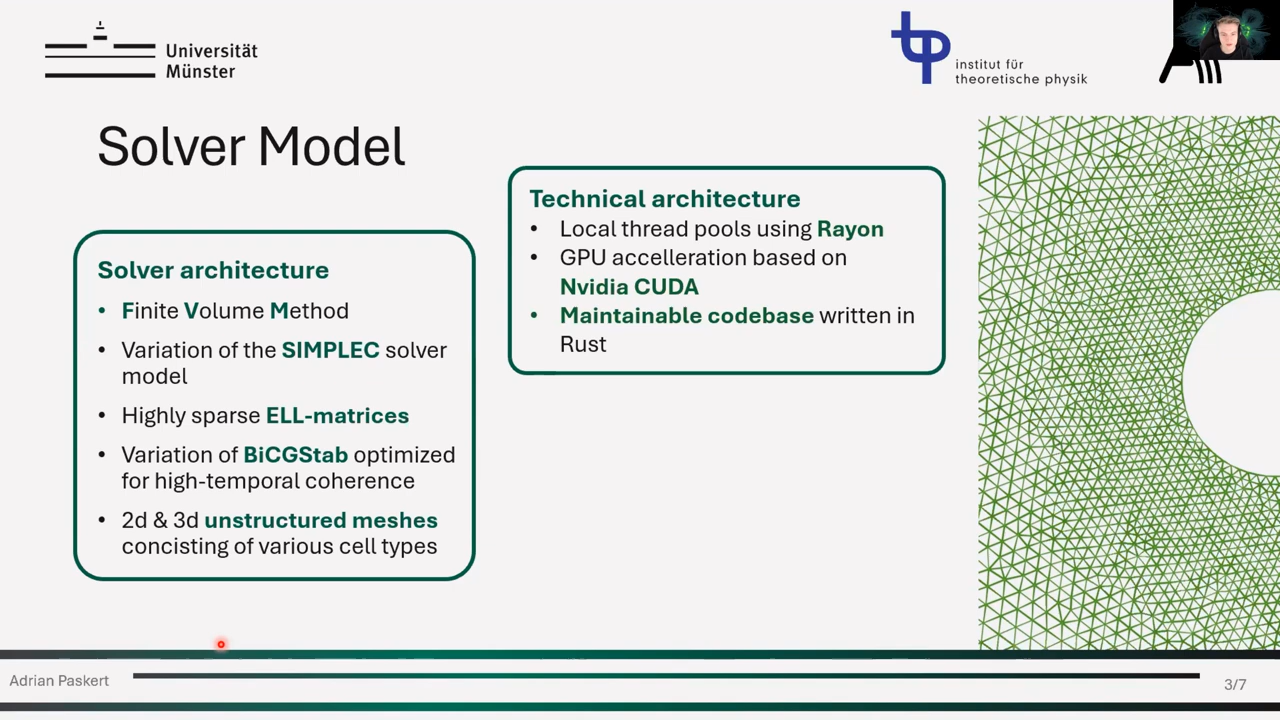 Universität
Münster
institut für
theoretische physik
Solver Model
Solver architecture
• Finite Volume Method
• Variation of the SIMPLEC solver
model
• Highly sparse ELL-matrices
• Variation of BiCGStab optimized
for high-temporal coherence
• 2d & 3d unstructured meshes
concisting of various cell types
Technical architecture
• Local thread pools using Rayon
• GPU accelleration based on
Nvidia CUDA
• Maintainable codebase written in
Rust
Adrian Paskert
3/7